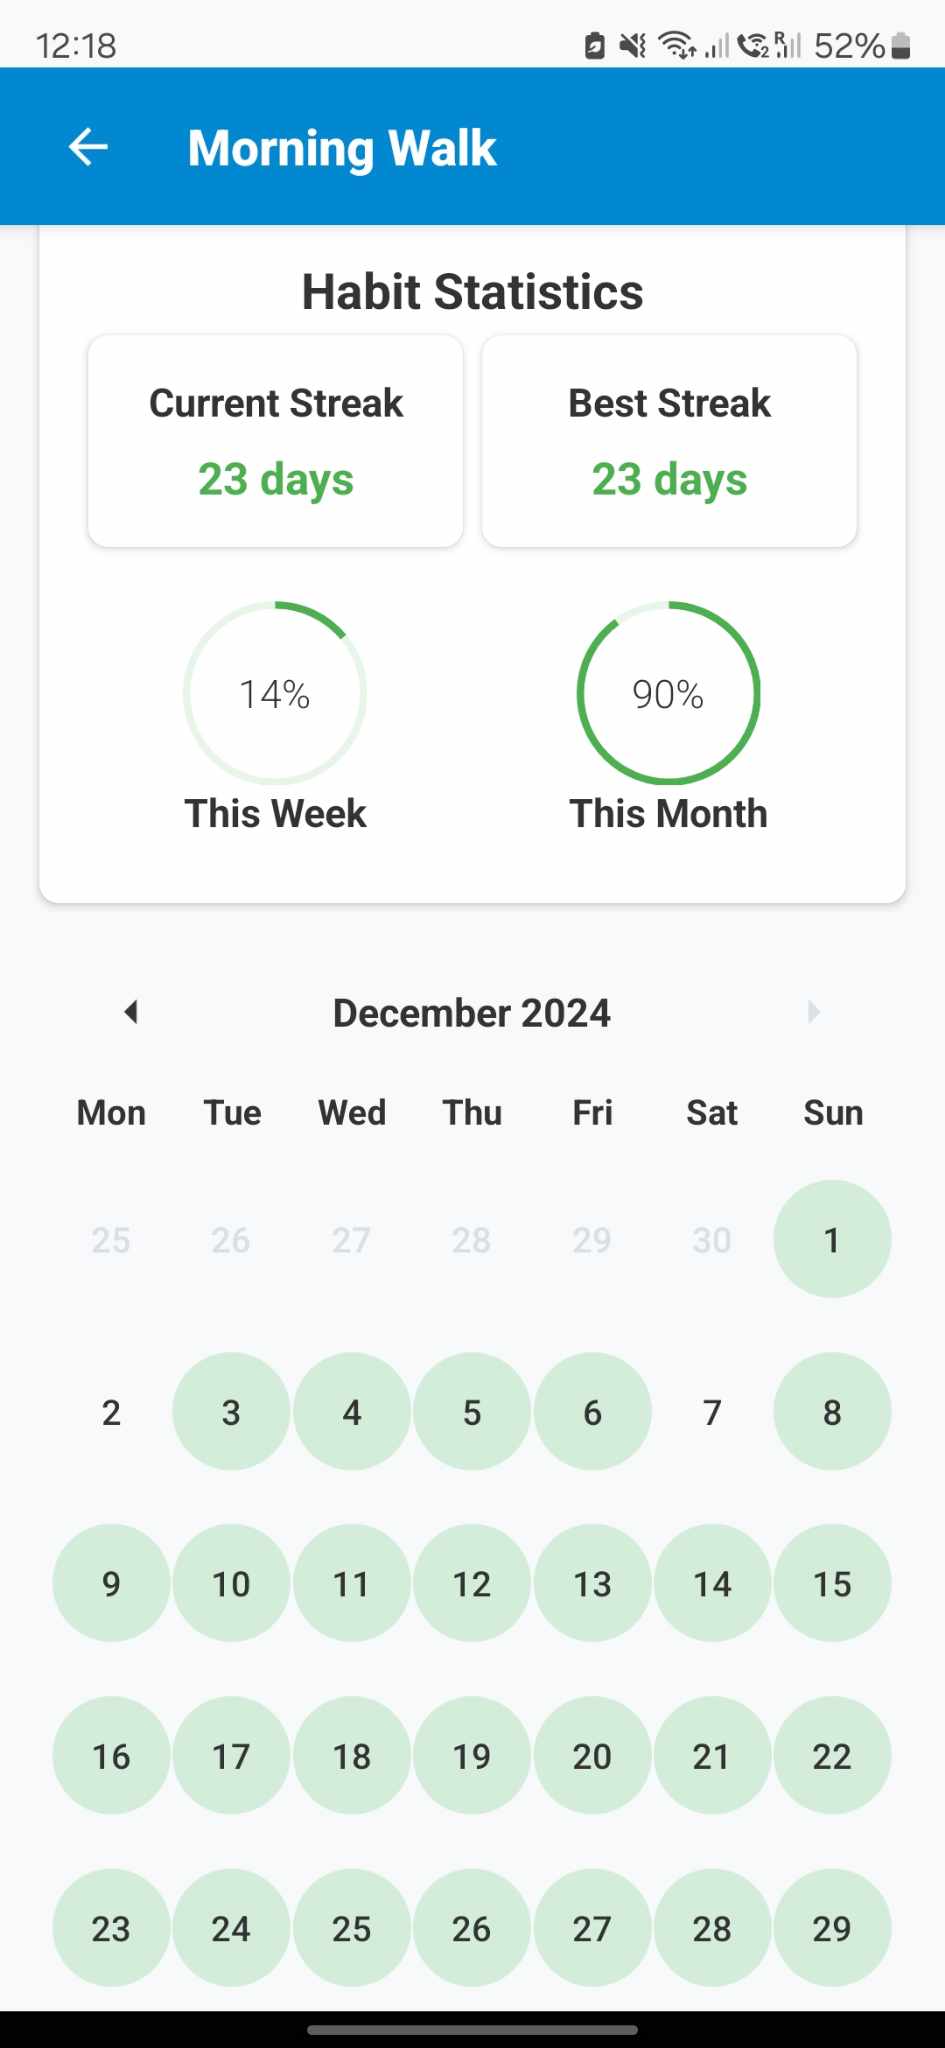 12:18 2 R 52%
Morning Walk
Habit Statistics
Current Streak Best Streak
23 days 23 days
14% 90%
This Week This Month
December 2024
Mon Tue Wed Thu Fri Sat Sun
25 26 27 28 29 30 1
2 3 4 5 6 7 8
9 10 11 12 13 14 15
16 17 18 19 20 21 22
23 24 25 26 27 28 29